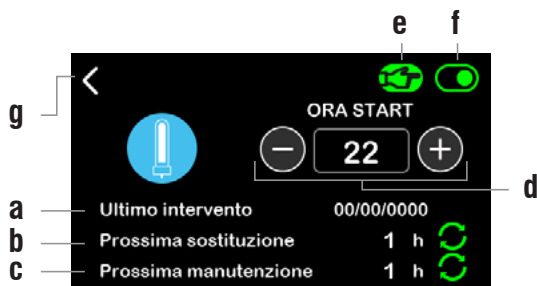 e f
g
ORA START
22
d
a Ultimo intervento 00/00/0000
b Prossima sostituzione 1 h
c Prossima manutenzione 1 h